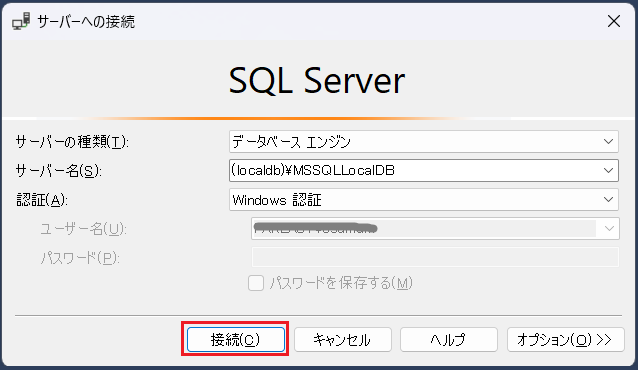 サーバーへの接続
SQL Server
サーバーの種類(T): データベース エンジン
サーバー名(S): (localdb)¥MSSQLLocalDB
認証(A): Windows 認証
ユーザー名(U):
パスワード(P):
パスワードを保存する(M)
接続(C) キャンセル ヘルプ オプション(O) >>